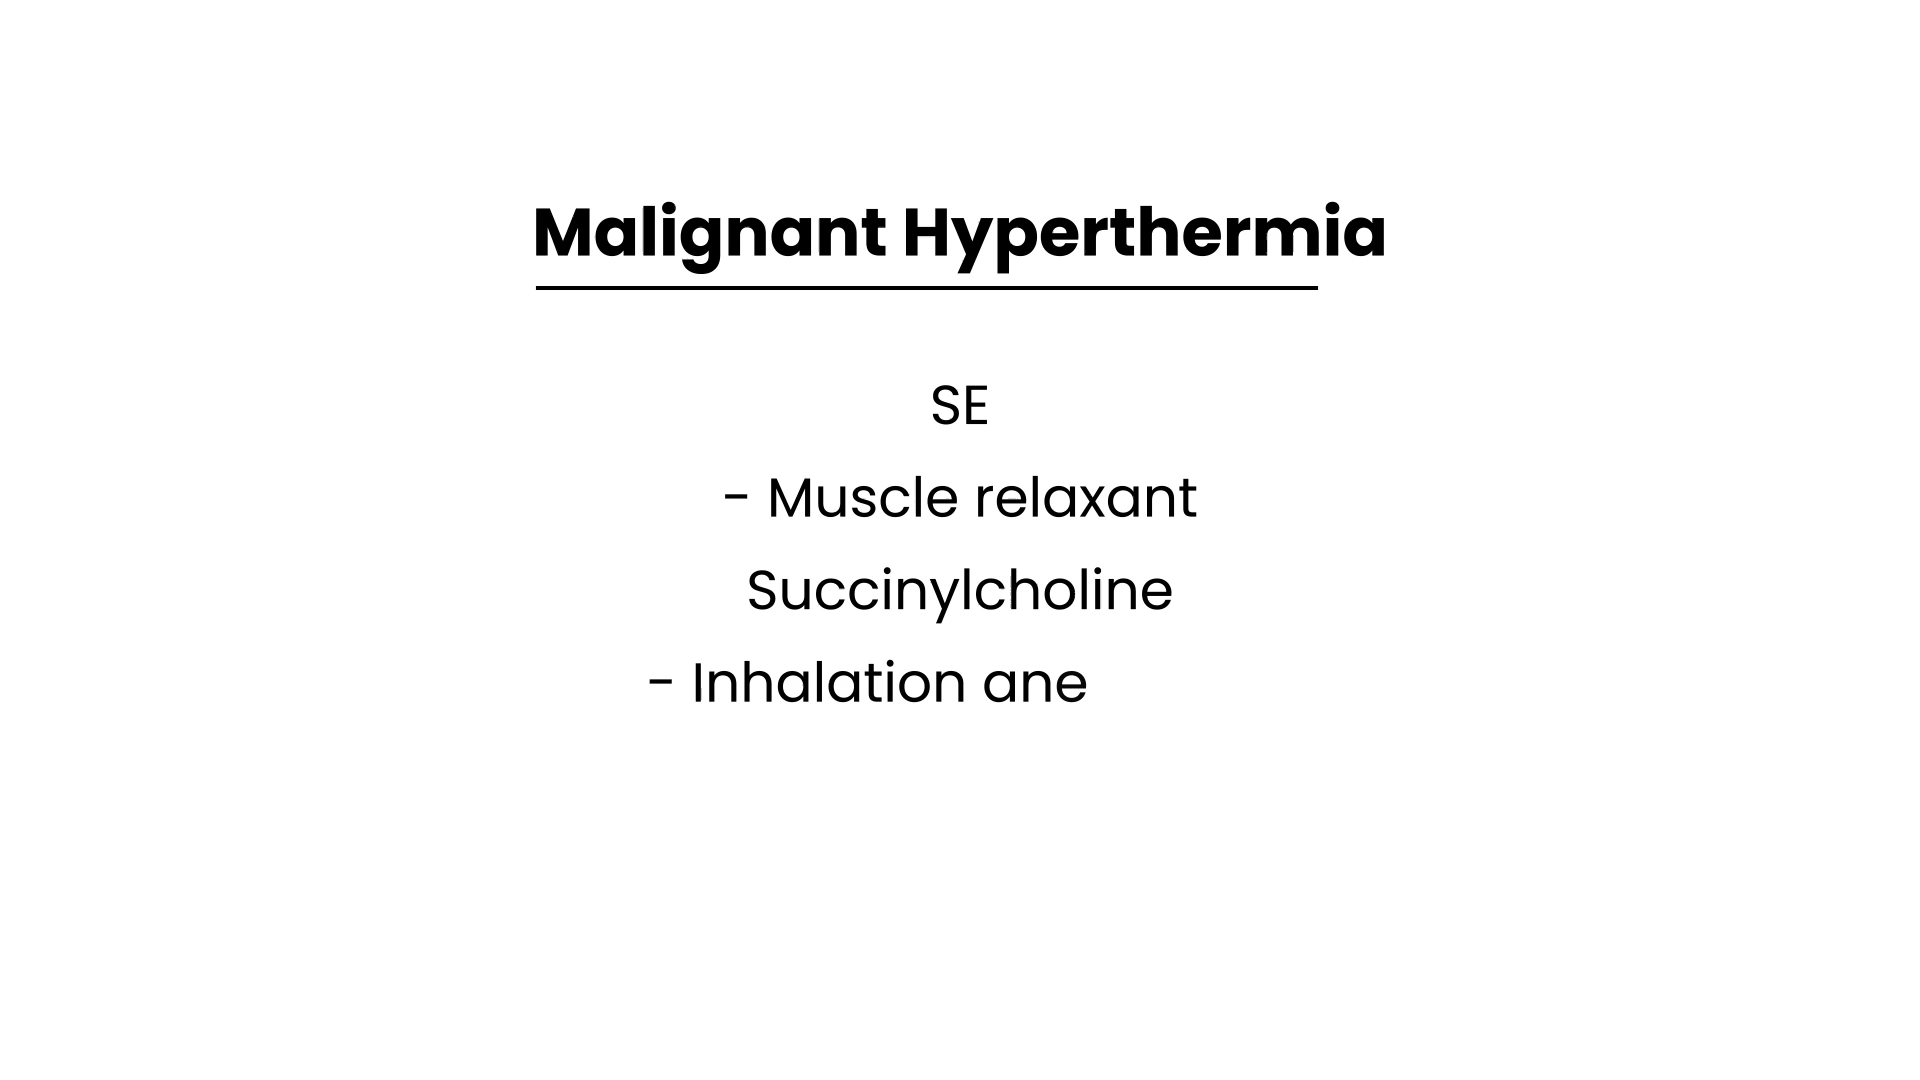 Malignant Hyperthermia
SE
- Muscle relaxant
Succinylcholine
- Inhalation ane